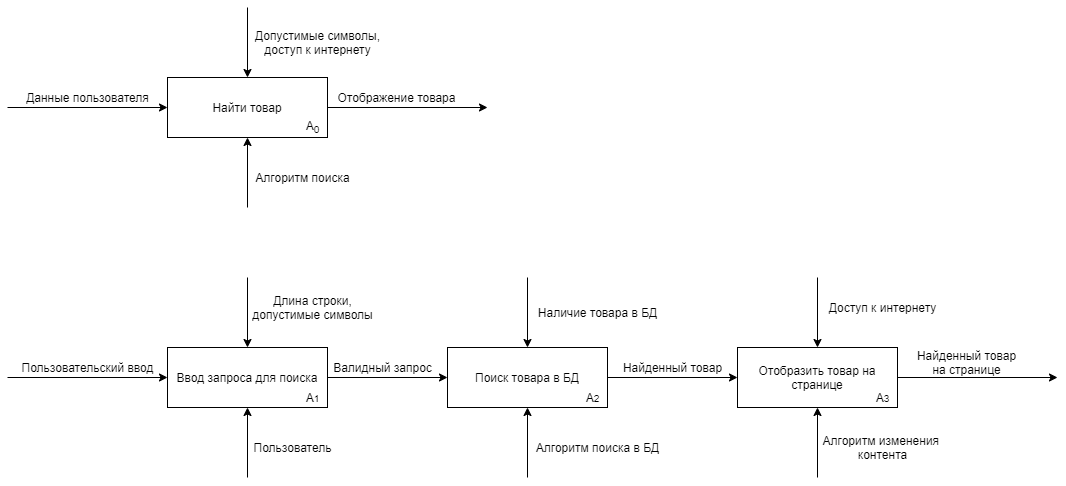 Допустимые символы,
доступ к интернету
Данные пользователя
Найти товар
A0
Отображение товара
Алгоритм поиска
Длина строки,
допустимые символы
Пользовательский ввод
Ввод запроса для поиска
A1
Валидный запрос
Пользователь
Наличие товара в БД
Поиск товара в БД
A2
Найденный товар
Алгоритм поиска в БД
Доступ к интернету
Отобразить товар на
странице
A3
Найденный товар
на странице
Алгоритм изменения
контента